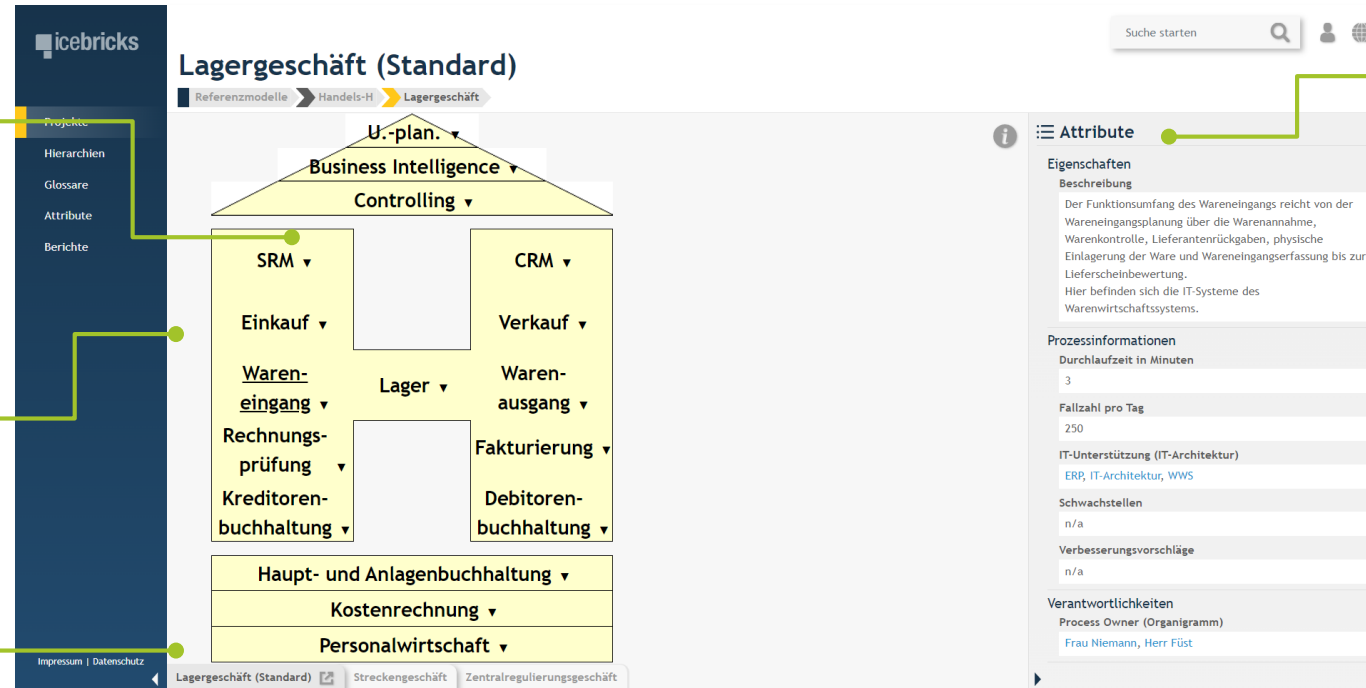 icebricks
Suche starten
Lagergeschäft (Standard)
Referenzmodelle
Handels-H
Lagergeschäft
Projekte
Hierarchien
Glossare
Attribute
Berichte
Impressum | Datenschutz
U.-plan.
Business Intelligence
Controlling
SRM
CRM
Einkauf
Verkauf
Waren-
eingang
Lager
Waren-
ausgang
Rechnungs-
prüfung
Fakturierung
Kreditoren-
buchhaltung
Debitoren-
buchhaltung
Haupt- und Anlagenbuchhaltung
Kostenrechnung
Personalwirtschaft
Lagergeschäft (Standard)
Streckengeschäft
Zentralregulierungsgeschäft
Attribute
Eigenschaften
Beschreibung
Der Funktionsumfang des Wareneingangs reicht von der
Wareneingangsplanung über die Warenannahme,
Warenkontrolle, Lieferantenrückgaben, physische
Einlagerung der Ware und Wareneingangserfassung bis zur
Lieferscheinbewertung.
Hier befinden sich die IT-Systeme des
Warenwirtschaftssystems.
Prozessinformationen
Durchlaufzeit in Minuten
3
Fallzahl pro Tag
250
IT-Unterstützung (IT-Architektur)
ERP, IT-Architektur, WWS
Schwachstellen
n/a
Verbesserungsvorschläge
n/a
Verantwortlichkeiten
Process Owner (Organigramm)
Frau Niemann, Herr Füst